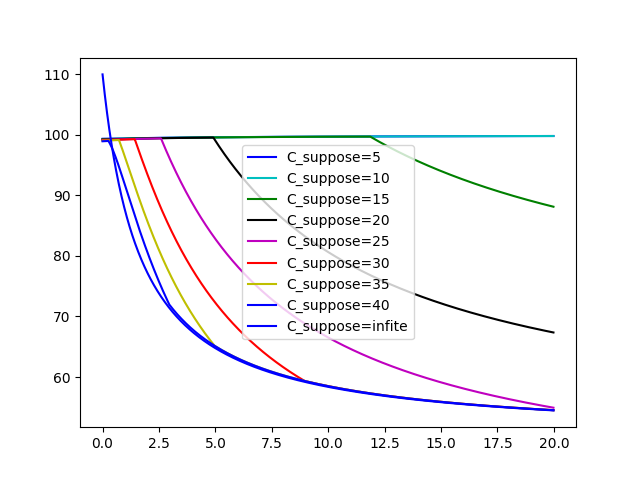 110
100
90
80
70
60
C_suppose=5
C_suppose=10
C_suppose=15
C_suppose=20
C_suppose=25
C_suppose=30
C_suppose=35
C_suppose=40
C_suppose=infite
0.0 2.5 5.0 7.5 10.0 12.5 15.0 17.5 20.0